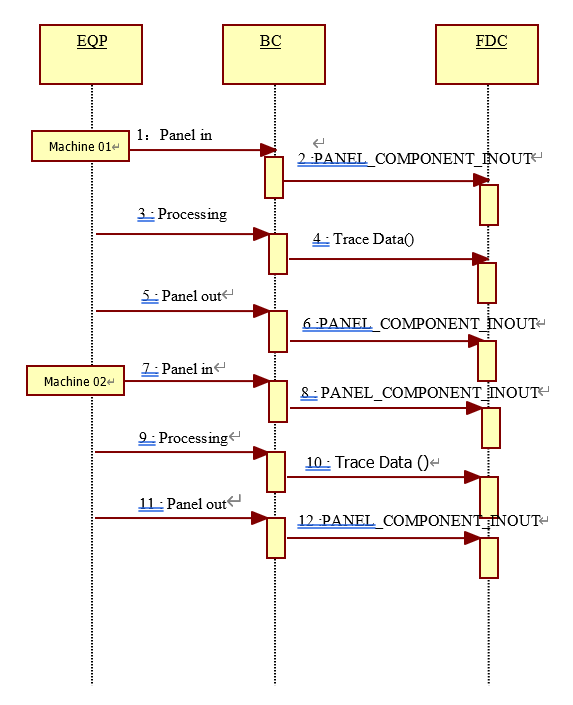 EQP
BC
FDC
1：Panel in
Machine 01
2 :PANEL_COMPONENT_INOUT
3 : Processing
4 : Trace Data()
5 : Panel out
6 :PANEL_COMPONENT_INOUT
7 : Panel in
Machine 02
8 : PANEL_COMPONENT_INOUT
9 : Processing
10 : Trace Data ()
11 : Panel out
12 :PANEL_COMPONENT_INOUT